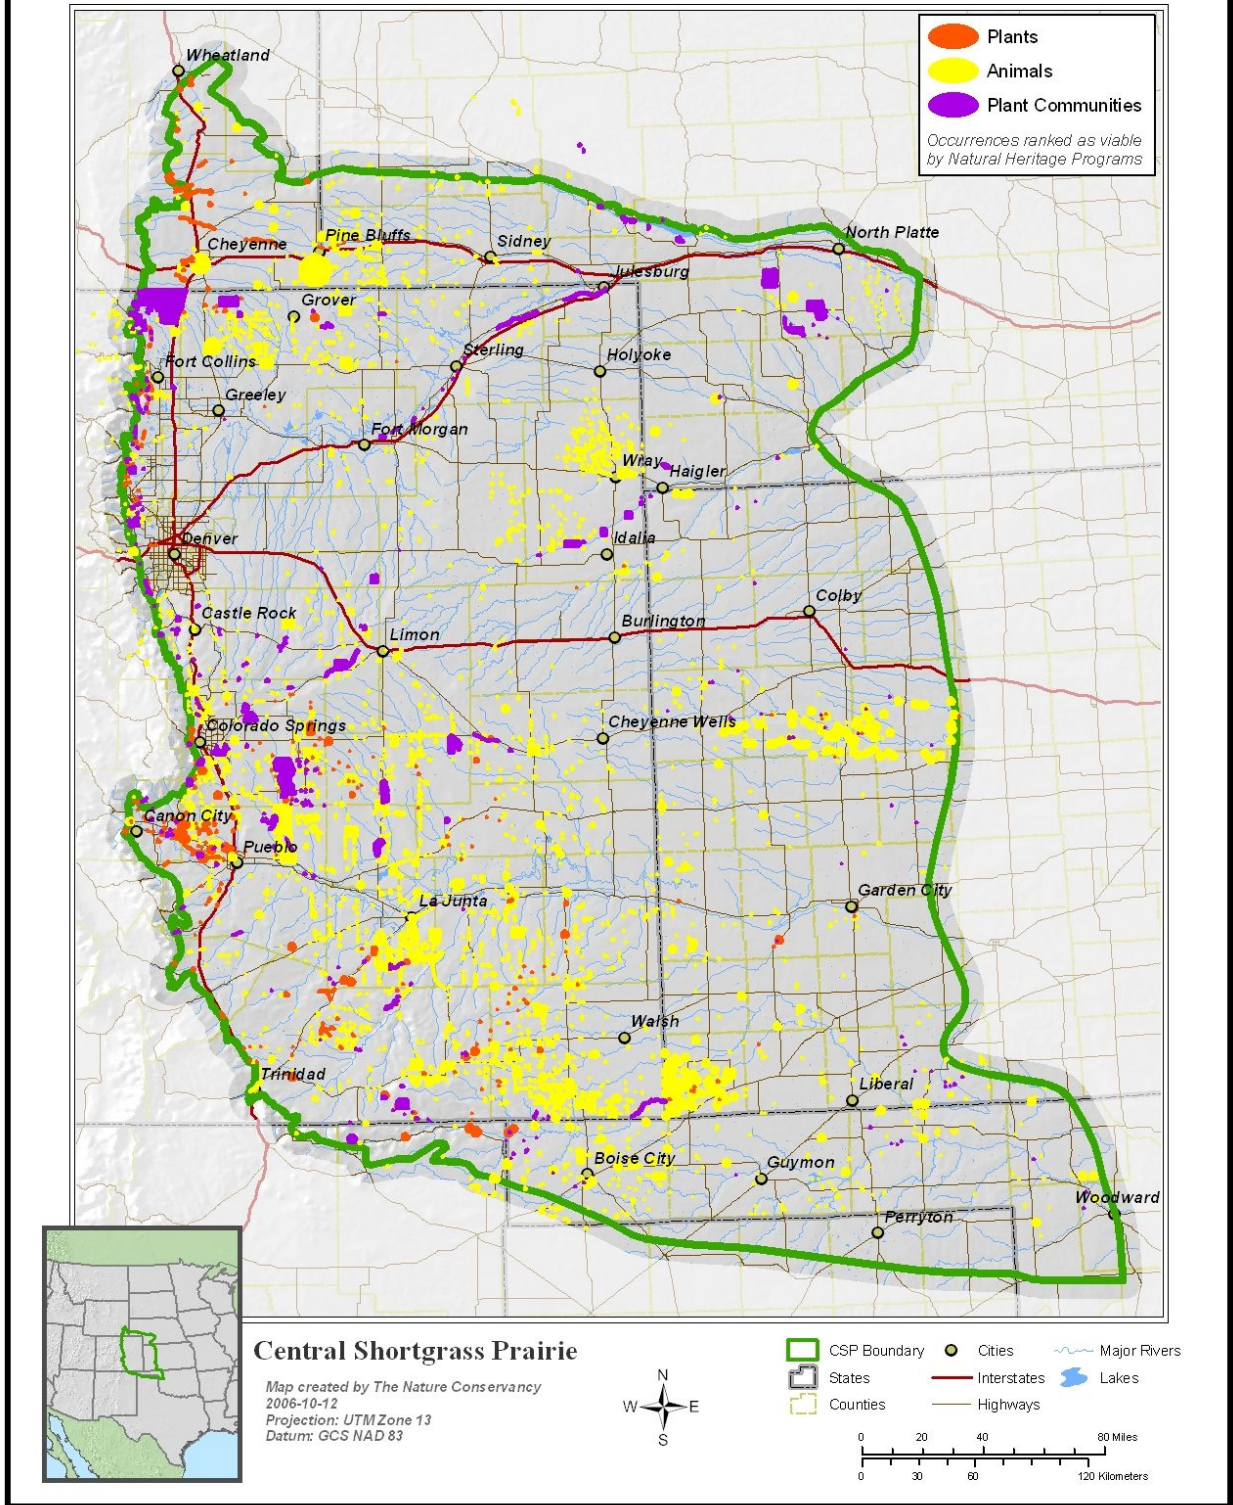 Plants
Animals
Plant Communities
Occurrences ranked as viable
by Natural Heritage Programs
Wheatland
Cheyenne
Pine Bluffs
Sidney
North Platte
Julesburg
Grover
Sterling
Holyoke
Fort Collins
Greeley
Fort Morgan
Wray
Haigler
Denver
Idalia
Castle Rock
Limon
Burlington
Colby
Colorado Springs
Cheyenne Wells
Canon City
Pueblo
La Junta
Garden City
Walsh
Trinidad
Liberal
Boise City
Guymon
Woodward
Perryton
Central Shortgrass Prairie
Map created by The Nature Conservancy
2006-10-12
Projection: UTM Zone 13
Datum: GCS NAD 83
N
W E
S
CSP Boundary Cities Major Rivers
States Interstates Lakes
Counties Highways
0 20 40 80 Miles
0 30 60 120 Kilometers